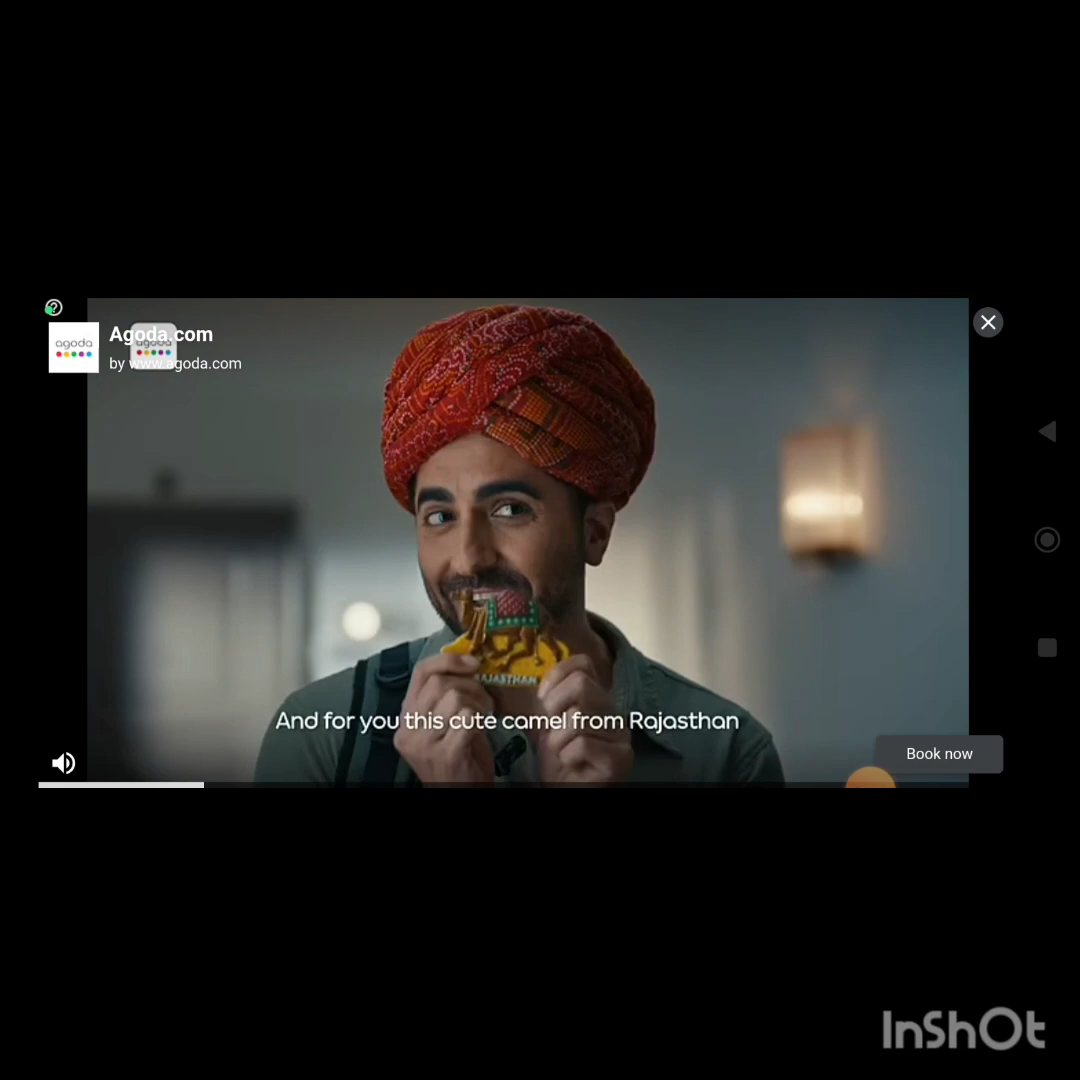 Agoda.com
agoda
agoda
by www.agoda.com
RAJASTHAN
And for you this cute camel from Rajasthan
Book now
InShOt